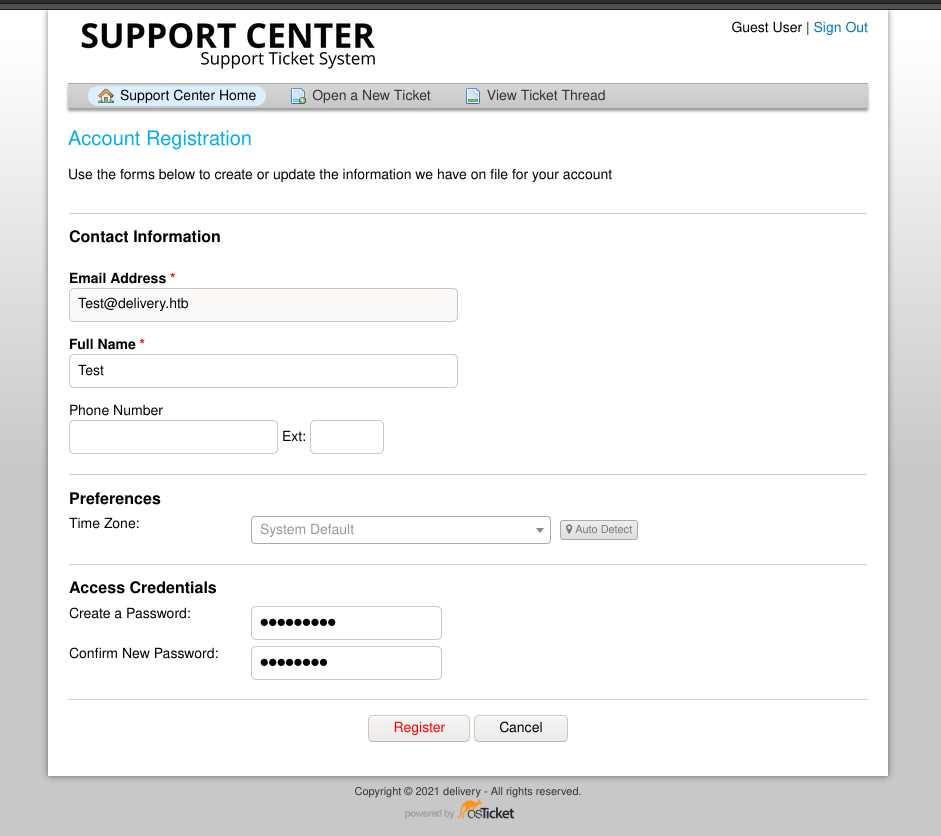 SUPPORT CENTER
Support Ticket System
Guest User | Sign Out
Support Center Home Open a New Ticket View Ticket Thread
Account Registration
Use the forms below to create or update the information we have on file for your account
Contact Information
Email Address *
Test@delivery.htb
Full Name *
Test
Phone Number
Ext:
Preferences
Time Zone: System Default Auto Detect
Access Credentials
Create a Password: ●●●●●●●●●
Confirm New Password: ●●●●●●●●
Register Cancel
Copyright © 2021 delivery - All rights reserved.
powered by osTicket